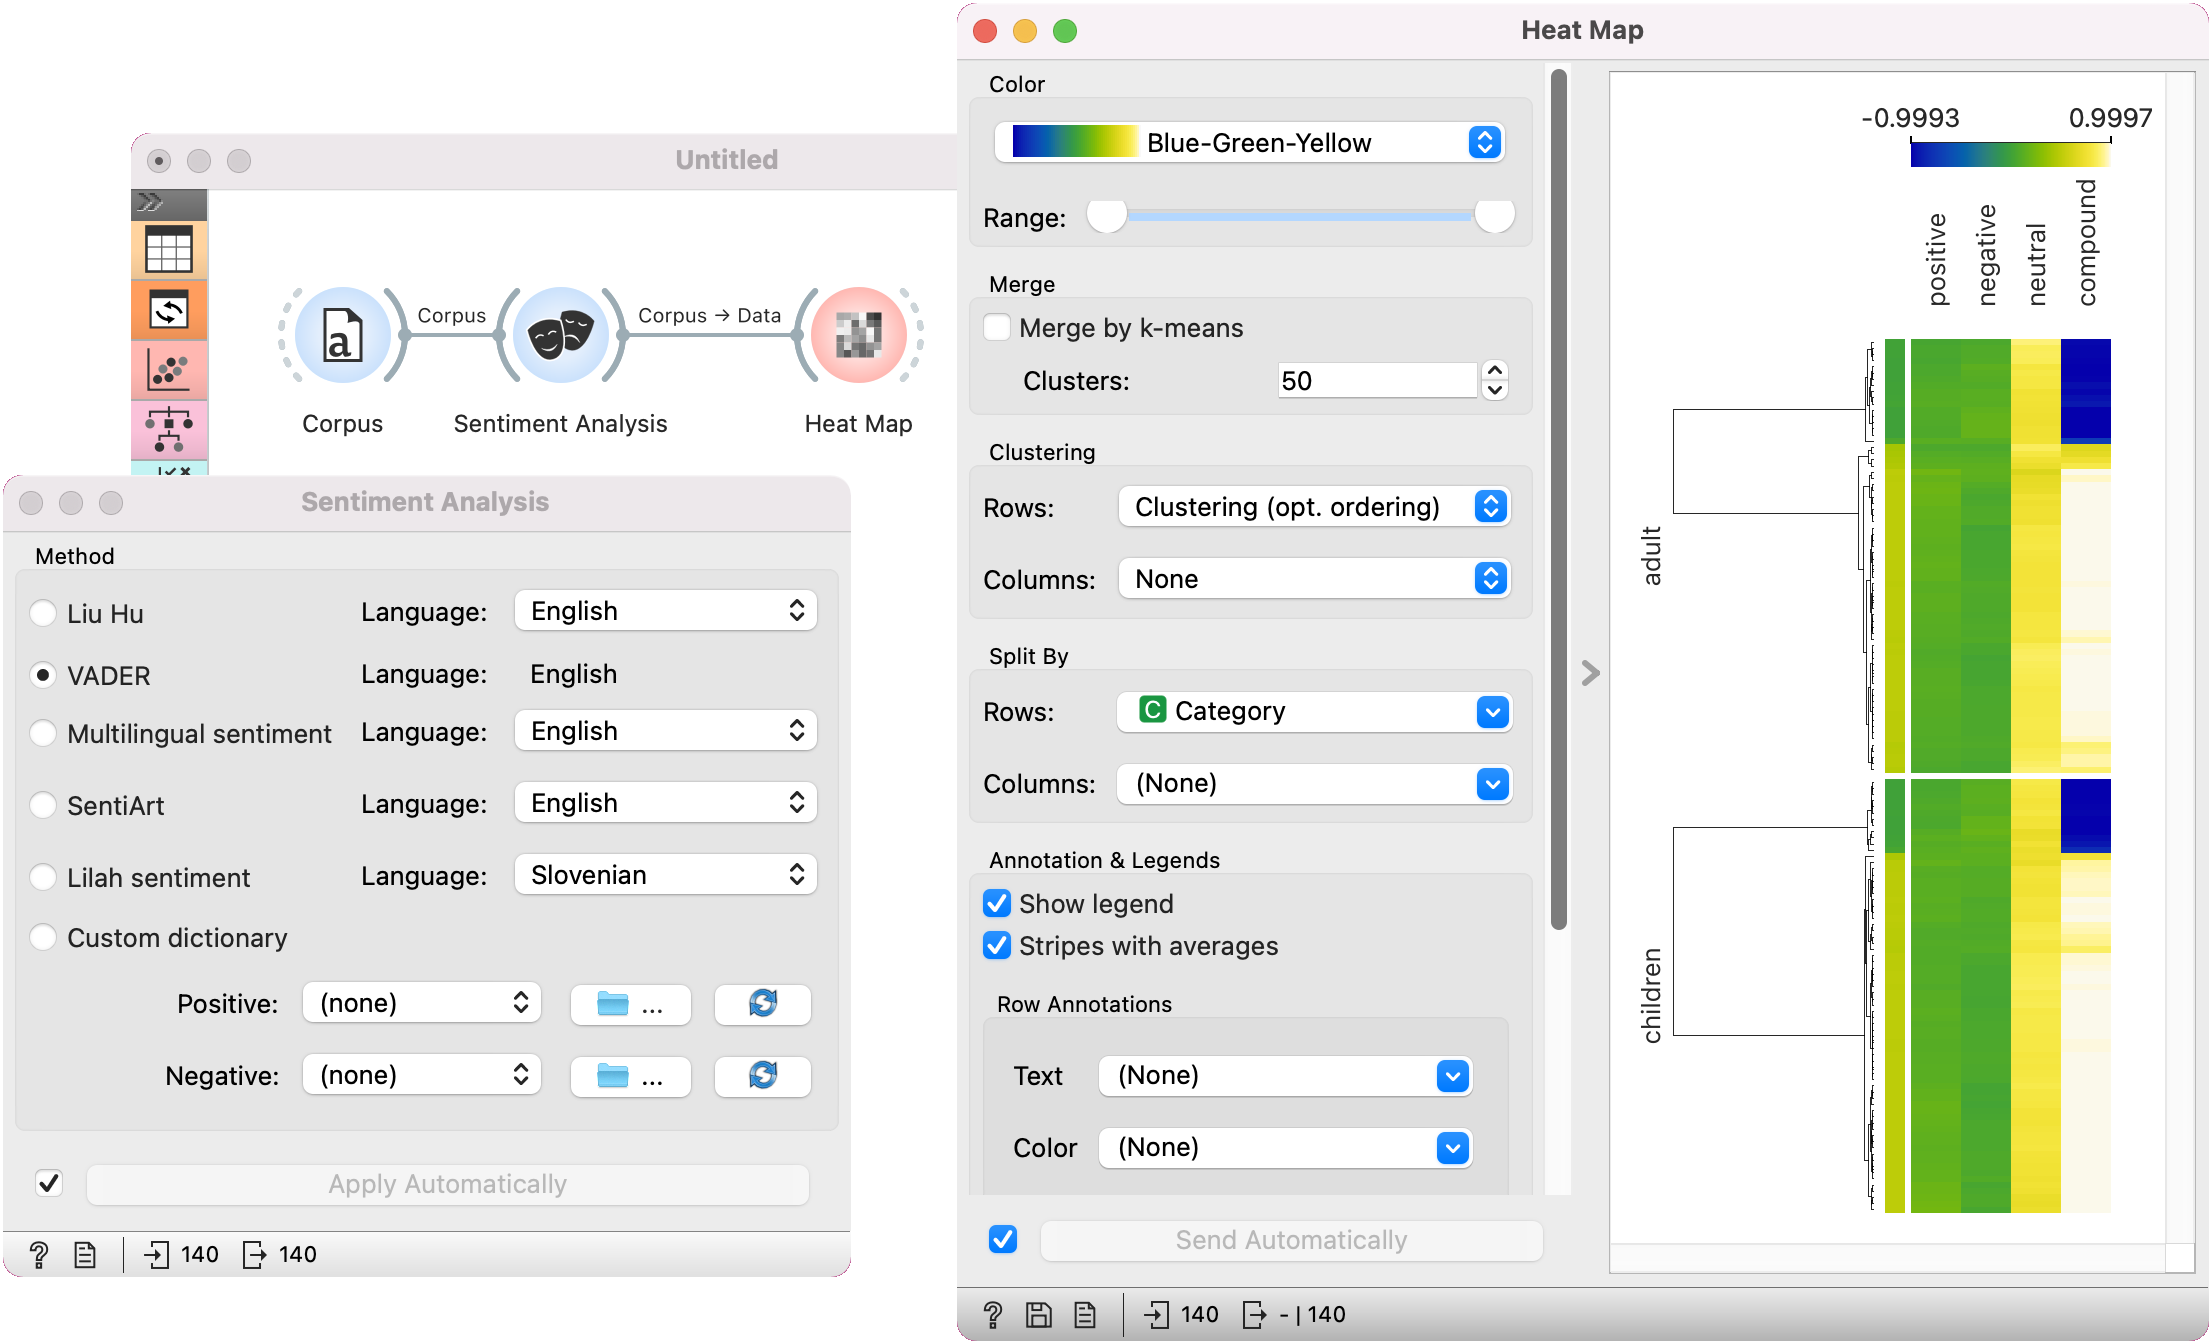 Untitled
Corpus
Corpus → Data
a
Corpus
Sentiment Analysis
Heat Map
Sentiment Analysis
Method
Liu Hu Language: English
VADER Language: English
Multilingual sentiment Language: English
SentiArt Language: English
Lilah sentiment Language: Slovenian
Custom dictionary
Positive: (none) ...
Negative: (none) ...
Apply Automatically
? 140 140
Heat Map
Color
Blue-Green-Yellow
Range:
Merge
Merge by k-means
Clusters: 50
Clustering
Rows: Clustering (opt. ordering)
Columns: None
Split By
Rows: C Category
Columns: (None)
Annotation & Legends
Show legend
Stripes with averages
Row Annotations
Text (None)
Color (None)
Send Automatically
? 140 - | 140
-0.9993 0.9997
positive
negative
neutral
compound
adult
children